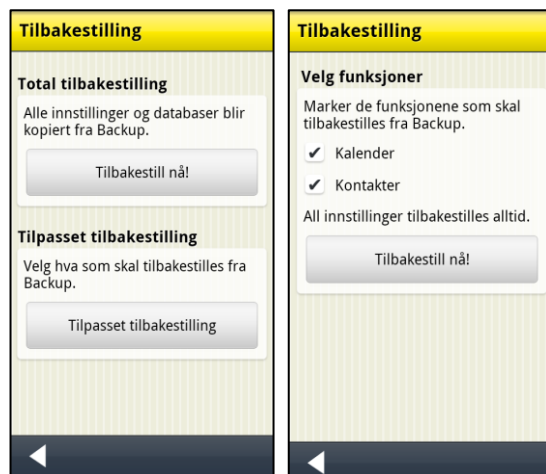 Tilbakestilling
Total tilbakestilling
Alle innstillinger og databaser blir
kopiert fra Backup.
Tilbakestill nå!
Tilpasset tilbakestilling
Velg hva som skal tilbakestilles fra
Backup.
Tilpasset tilbakestilling
Tilbakestilling
Velg funksjoner
Marker de funksjonene som skal
tilbakestilles fra Backup.
Kalender
Kontakter
All innstillinger tilbakestilles alltid.
Tilbakestill nå!